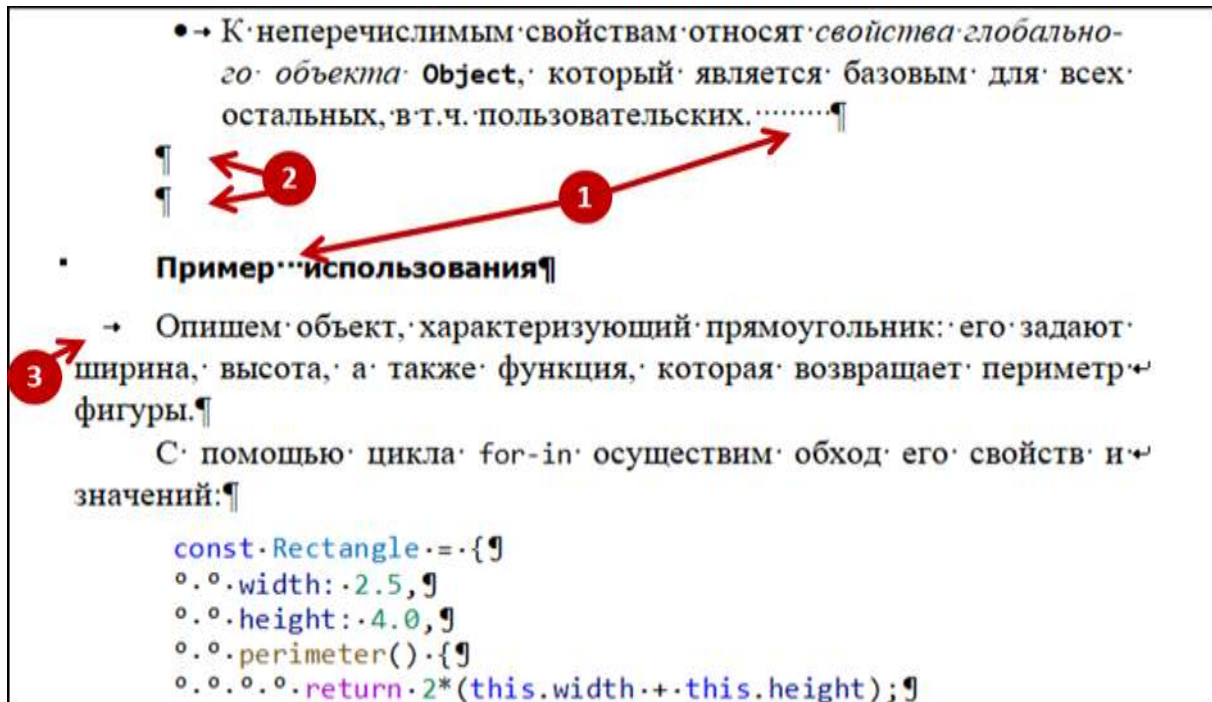 ●→К·неперечислимым·свойствам·относят·свойства·глобально-
го·объекта·Object,·который·является·базовым·для·всех·
остальных,·в·т.ч.·пользовательских.·········¶
¶
2
¶
1
Пример···использования¶
→Опишем·объект,·характеризующий·прямоугольник:·его·задают·
3
ширина,·высота,·а·также·функция,·которая·возвращает·периметр·↵
фигуры.¶
С·помощью·цикла·for-in·осуществим·обход·его·свойств·и·↵
значений:¶
const·Rectangle·=·{¶
°·°·width:·2.5,¶
°·°·height:·4.0,¶
°·°·perimeter()·{¶
°·°·°·°·return·2*(this.width·+·this.height);¶